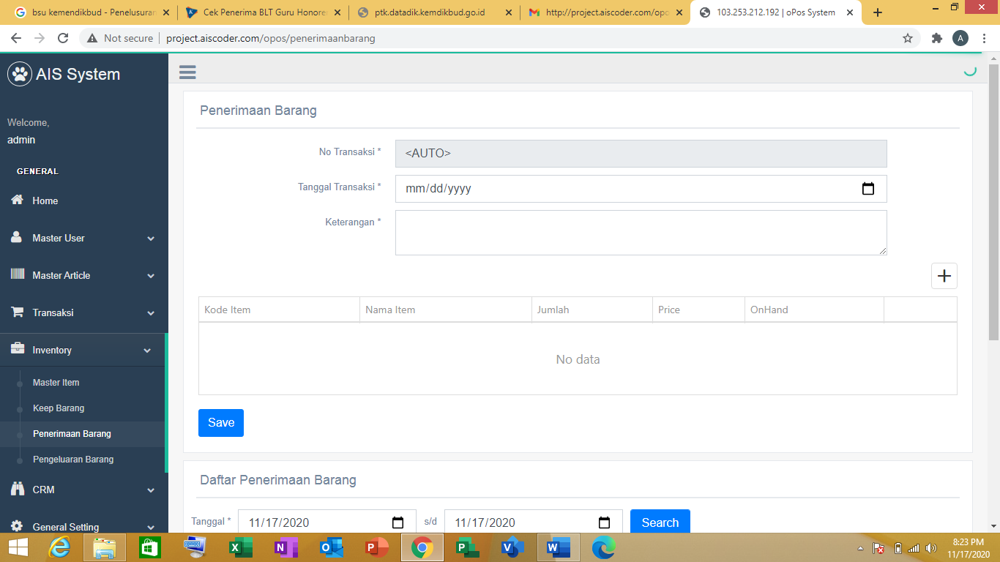 bsu kemendikbud - Penelusuran
Cek Penerima BLT Guru Honorer
ptk.datadik.kemdikbud.go.id
http://project.aiscoder.com/opo
103.253.212.192 | oPos System
Not secure
project.aiscoder.com/opos/penerimaanbarang
A
AIS System
Welcome,
admin
GENERAL
Home
Master User
Master Article
Transaksi
Inventory
Master Item
Keep Barang
Penerimaan Barang
Pengeluaran Barang
CRM
General Setting
Penerimaan Barang
No Transaksi * <AUTO>
Tanggal Transaksi * mm/dd/yyyy
Keterangan *
Kode Item Nama Item Jumlah Price OnHand
No data
Save
Daftar Penerimaan Barang
Tanggal * 11/17/2020 s/d 11/17/2020 Search
8:23 PM
11/17/2020